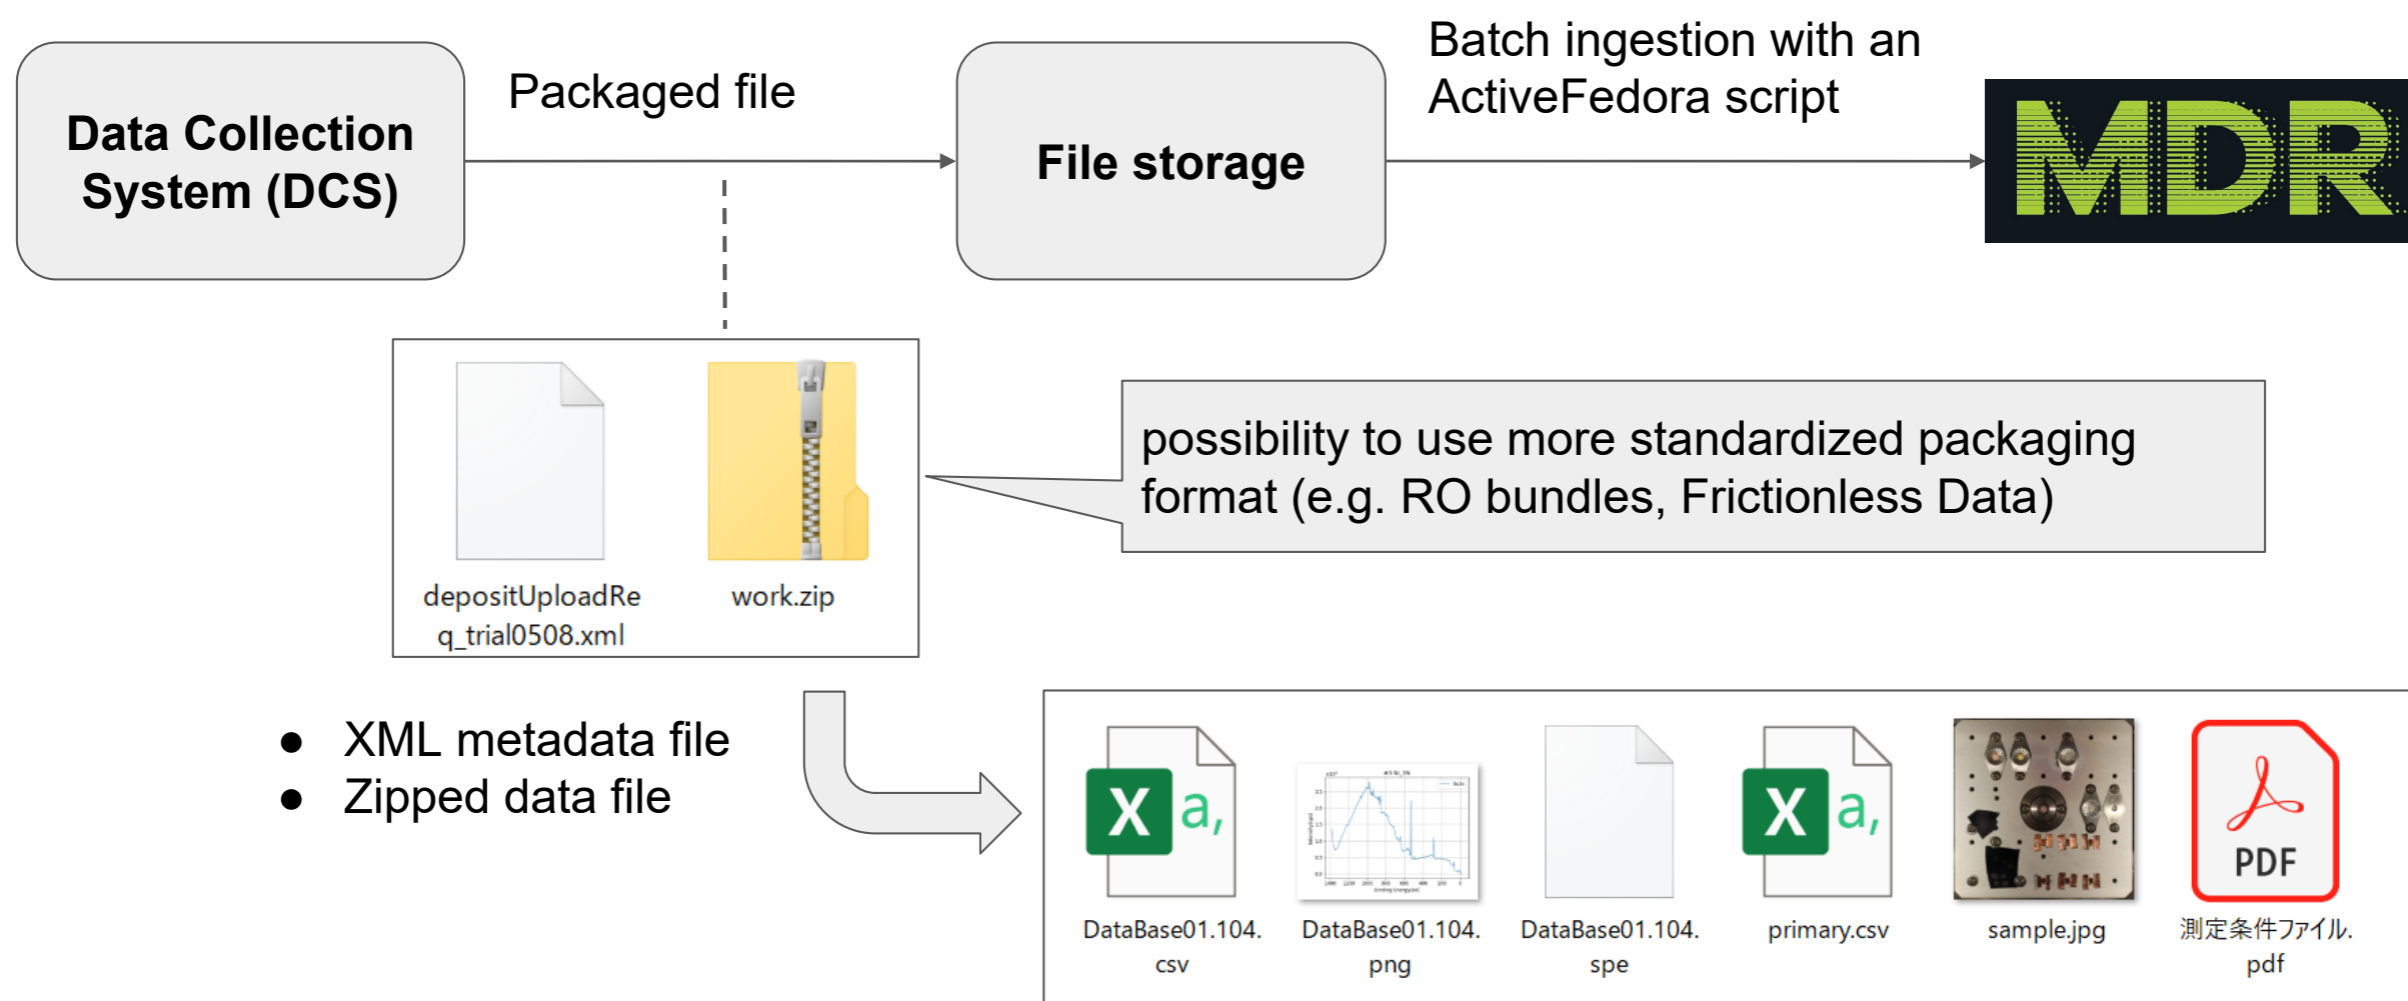 Data Collection
System (DCS)
Packaged file
File storage
Batch ingestion with an
ActiveFedora script
MDR
depositUploadRe
q_trial0508.xml
work.zip
possibility to use more standardized packaging
format (e.g. RO bundles, Frictionless Data)
● XML metadata file
● Zipped data file
X a,
X a,
PDF
DataBase01.104.
csv
DataBase01.104.
png
DataBase01.104.
spe
primary.csv
sample.jpg
測定条件ファイル.
pdf